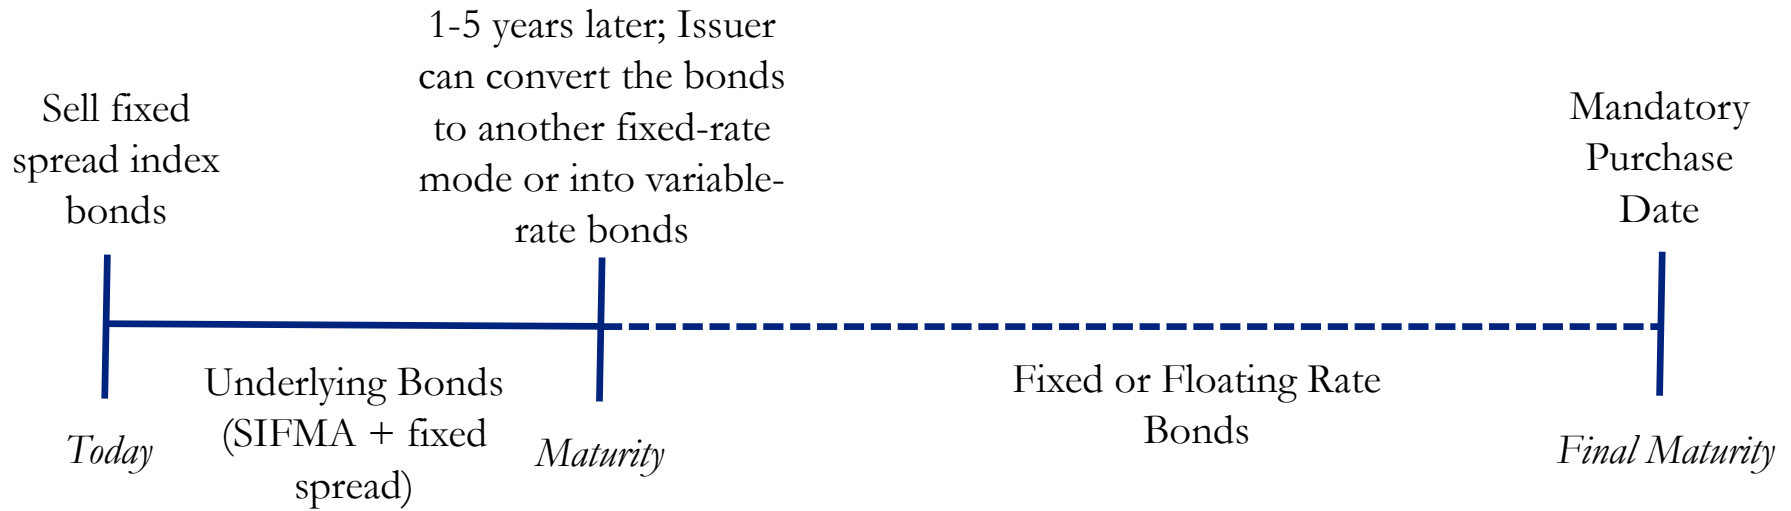 Sell fixed
spread index
bonds
1-5 years later; Issuer
can convert the bonds
to another fixed-rate
mode or into variable-
rate bonds
Mandatory
Purchase
Date
Underlying Bonds
(SIFMA + fixed
spread)
Fixed or Floating Rate
Bonds
Today
Maturity
Final Maturity